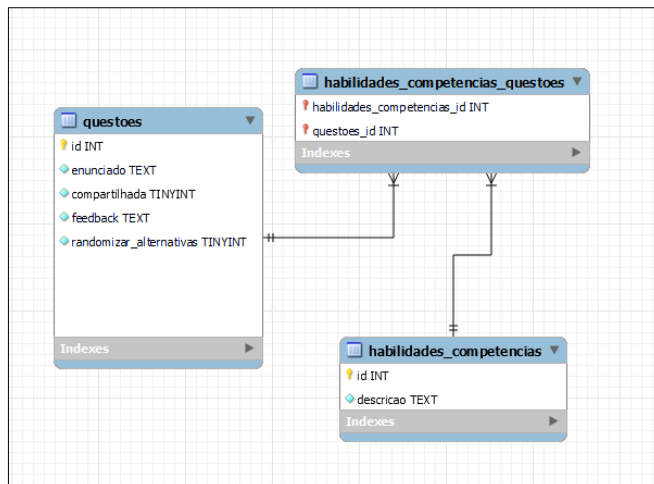 questoes
id INT
enunciado TEXT
compartilhada TINYINT
feedback TEXT
randomizar_alternativas TINYINT
Indexes
habilidades_competencias_questoes
habilidades_competencias_id INT
questoes_id INT
Indexes
habilidades_competencias
id INT
descricao TEXT
Indexes